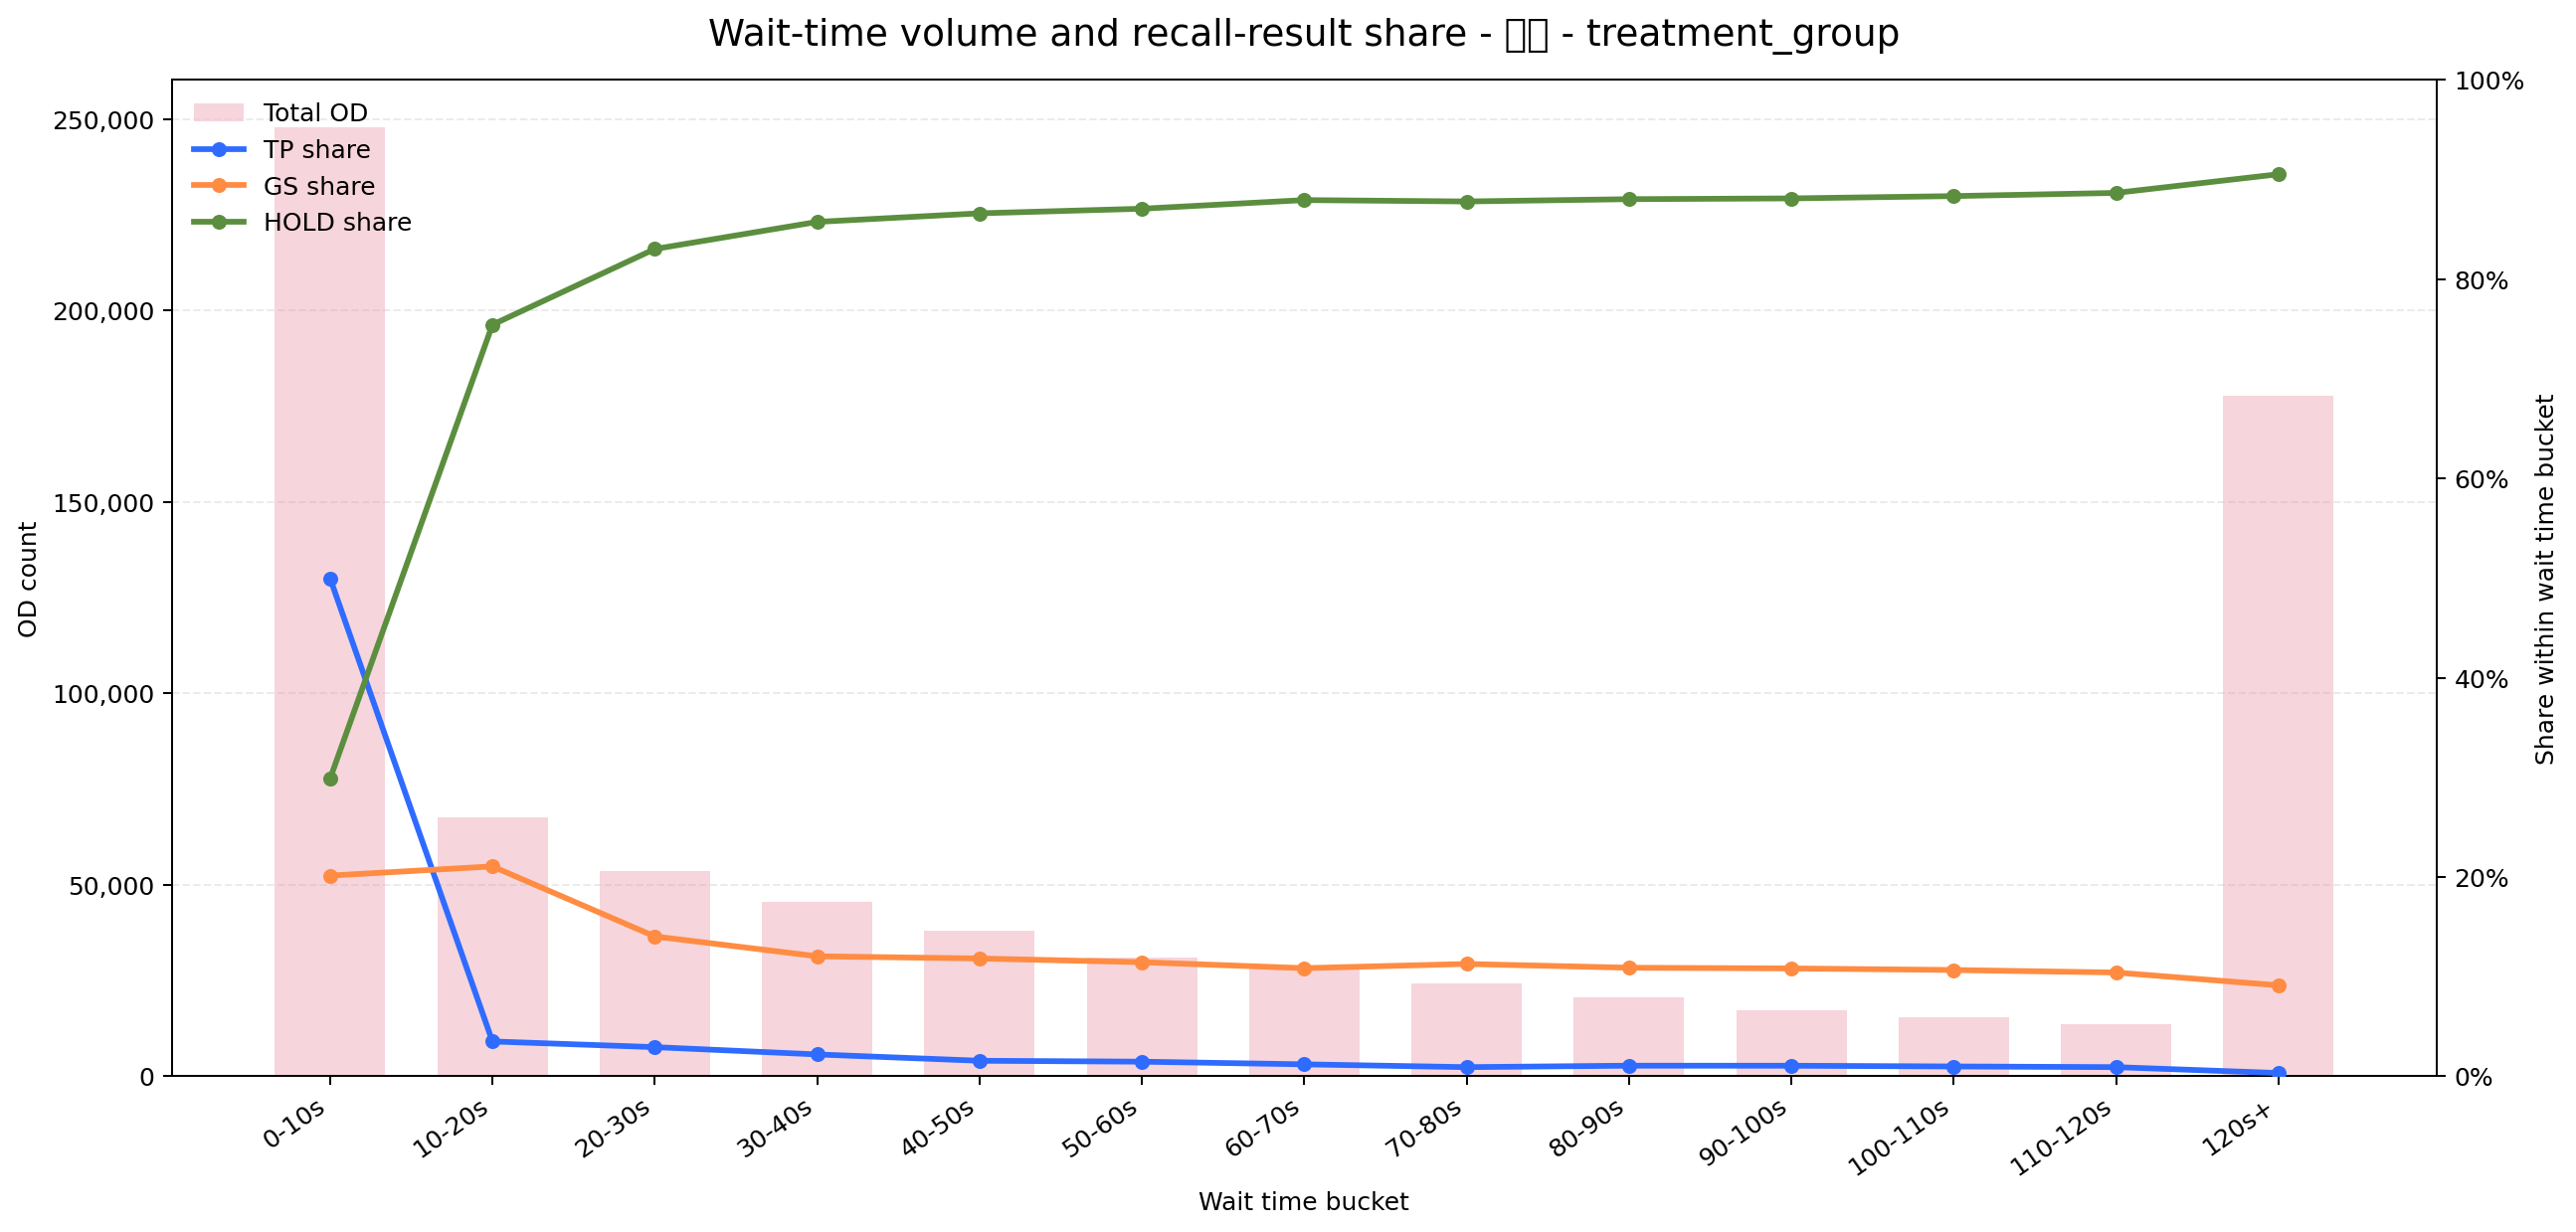 Wait-time volume and recall-result share - - treatment_group
Total OD
TP share
GS share
HOLD share
250,000
200,000
150,000
100,000
50,000
0
OD count
100%
80%
60%
40%
20%
0%
Share within wait time bucket
0-10s
10-20s
20-30s
30-40s
40-50s
50-60s
60-70s
70-80s
80-90s
90-100s
100-110s
110-120s
120s+
Wait time bucket